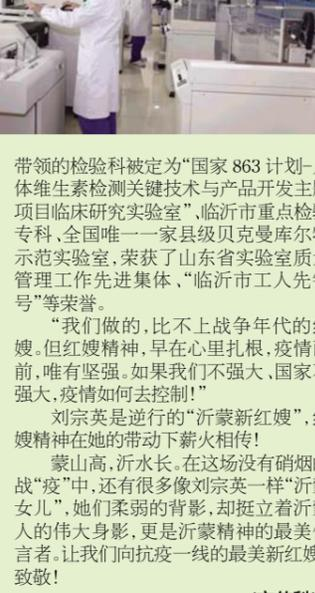 带领的检验科被定为“国家 863 计划-
体维生素检测关键技术与产品开发主
项目临床研究实验室”、临沂市重点检
专科、全国唯一一家县级贝克曼库尔
示范实验室，荣获了山东省实验室质
管理工作先进集体、“临沂市工人先
号”等荣誉。
“我们做的，比不上战争年代的
嫂。但红嫂精神，早在心里扎根，疫情
前，唯有坚强。如果我们不强大、国家
强大，疫情如何去控制！”
刘宗英是逆行的“沂蒙新红嫂”，
嫂精神在她的带动下薪火相传！
蒙山高，沂水长。在这场没有硝烟
战“疫”中，还有很多像刘宗英一样“沂
女儿”，她们柔弱的背影，却挺立着沂
人的伟大身影，更是沂蒙精神的最美
言者。让我们向抗疫一线的最美新红嫂
致敬！